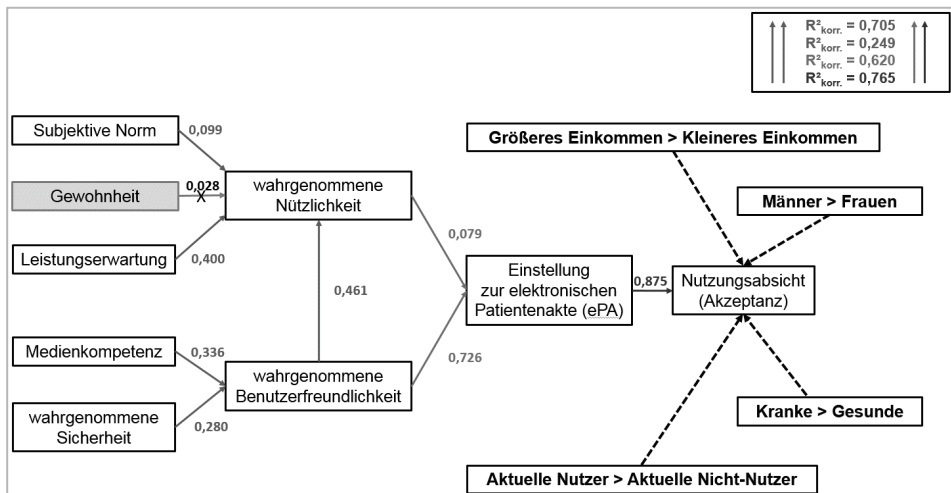 R²korr. = 0,705
R²korr. = 0,249
R²korr. = 0,620
R²korr. = 0,765
Subjektive Norm
0,099
Größeres Einkommen > Kleineres Einkommen
Gewohnheit
0,028
X
wahrgenommene
Nützlichkeit
Männer > Frauen
0,079
Leistungserwartung
0,400
0,461
Einstellung
zur elektronischen
Patientenakte (ePA)
0,875
Nutzungsabsicht
(Akzeptanz)
Medienkompetenz
0,336
0,726
wahrgenommene
Benutzerfreundlichkeit
wahrgenommene
Sicherheit
0,280
Kranke > Gesunde
Aktuelle Nutzer > Aktuelle Nicht-Nutzer